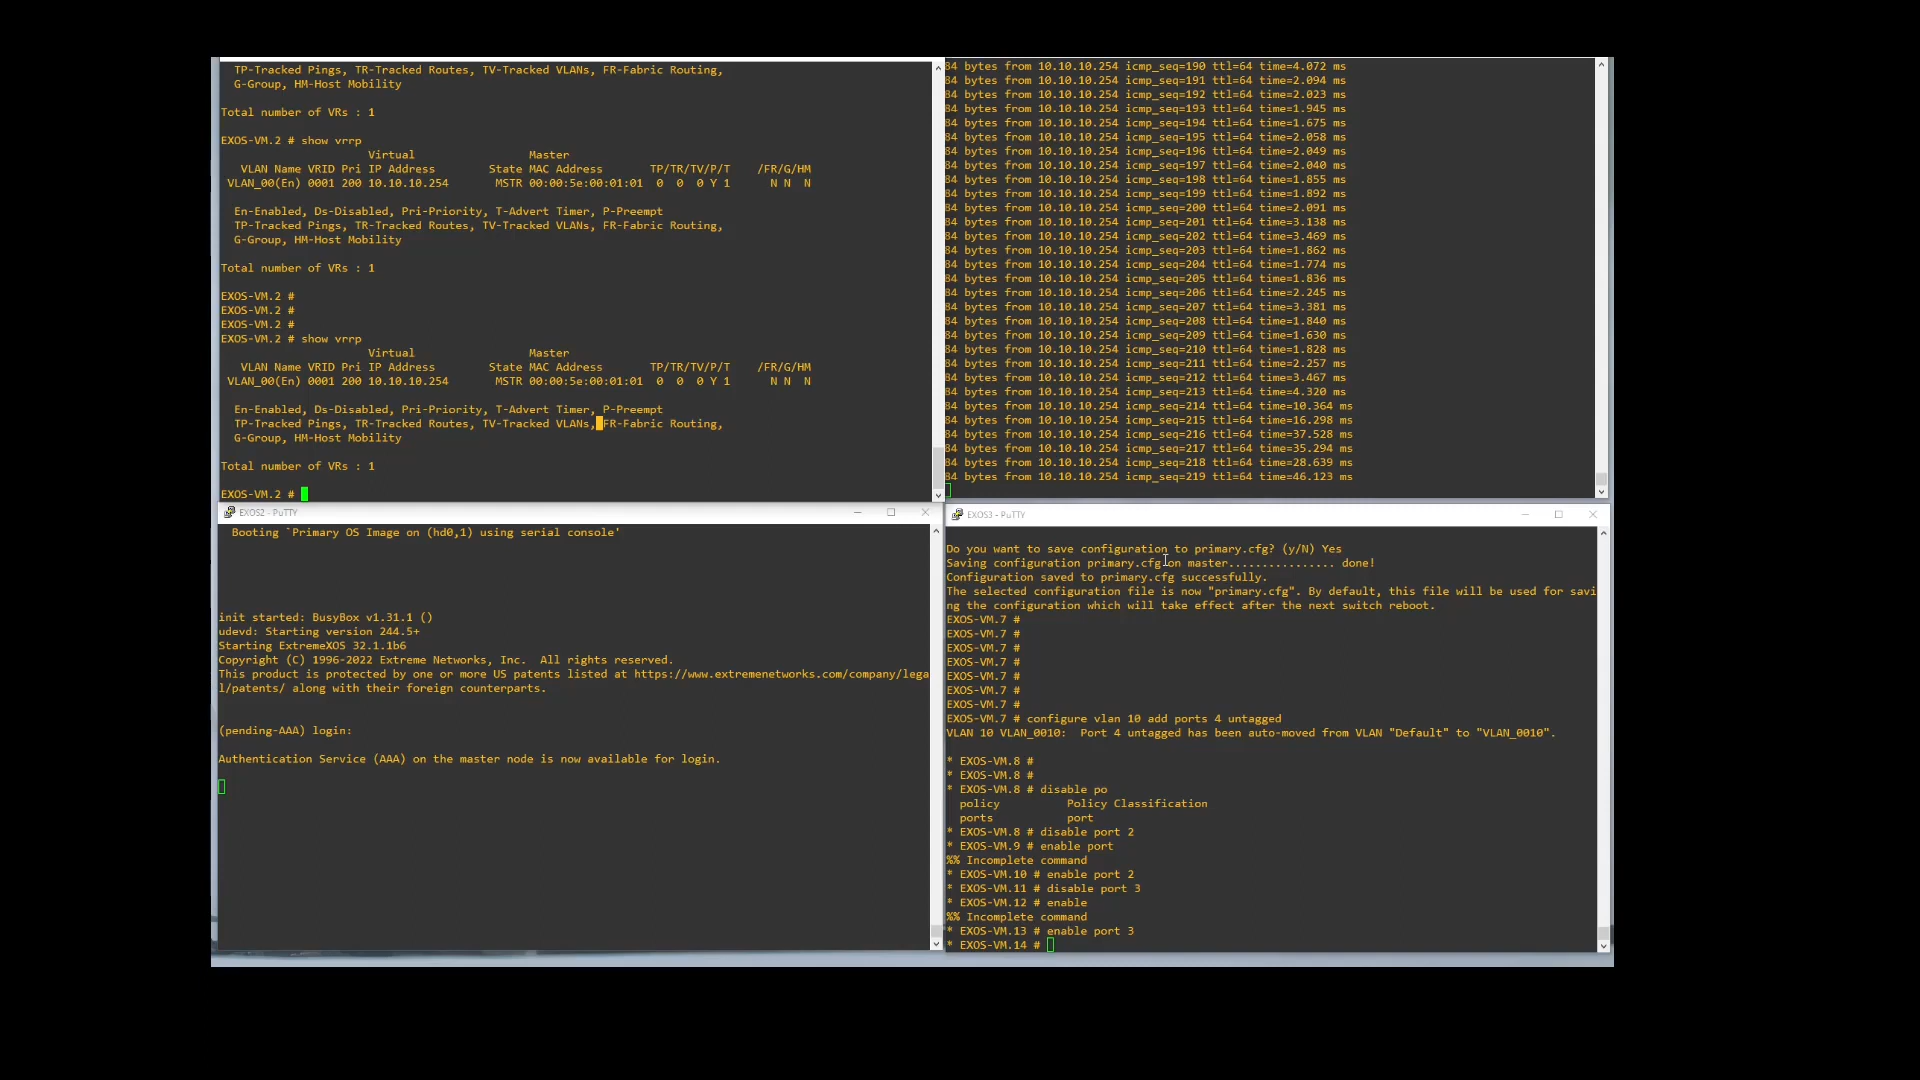 TP-Tracked Pings, TR-Tracked Routes, TV-Tracked VLANs, FR-Fabric Routing,
G-Group, HM-Host Mobility
Total number of VRs : 1
EXOS-VM.2 # show vrrp
Virtual Master
VLAN Name VRID Pri IP Address State MAC Address TP/TR/TV/P/T /FR/G/HM
VLAN_00(En) 0001 200 10.10.10.254 MSTR 00:00:5e:00:01:01 0 0 0 Y 1 N N N
En-Enabled, Ds-Disabled, Pri-Priority, T-Advert Timer, P-Preempt
TP-Tracked Pings, TR-Tracked Routes, TV-Tracked VLANs, FR-Fabric Routing,
G-Group, HM-Host Mobility
Total number of VRs : 1
EXOS-VM.2 #
EXOS-VM.2 #
EXOS-VM.2 #
EXOS-VM.2 # show vrrp
Virtual Master
VLAN Name VRID Pri IP Address State MAC Address TP/TR/TV/P/T /FR/G/HM
VLAN_00(En) 0001 200 10.10.10.254 MSTR 00:00:5e:00:01:01 0 0 0 Y 1 N N N
En-Enabled, Ds-Disabled, Pri-Priority, T-Advert Timer, P-Preempt
TP-Tracked Pings, TR-Tracked Routes, TV-Tracked VLANs, FR-Fabric Routing,
G-Group, HM-Host Mobility
Total number of VRs : 1
EXOS-VM.2 #
84 bytes from 10.10.10.254 icmp_seq=190 ttl=64 time=4.072 ms
84 bytes from 10.10.10.254 icmp_seq=191 ttl=64 time=2.094 ms
84 bytes from 10.10.10.254 icmp_seq=192 ttl=64 time=2.023 ms
84 bytes from 10.10.10.254 icmp_seq=193 ttl=64 time=1.945 ms
84 bytes from 10.10.10.254 icmp_seq=194 ttl=64 time=1.675 ms
84 bytes from 10.10.10.254 icmp_seq=195 ttl=64 time=2.058 ms
84 bytes from 10.10.10.254 icmp_seq=196 ttl=64 time=2.049 ms
84 bytes from 10.10.10.254 icmp_seq=197 ttl=64 time=2.040 ms
84 bytes from 10.10.10.254 icmp_seq=198 ttl=64 time=1.855 ms
84 bytes from 10.10.10.254 icmp_seq=199 ttl=64 time=1.892 ms
84 bytes from 10.10.10.254 icmp_seq=200 ttl=64 time=2.091 ms
84 bytes from 10.10.10.254 icmp_seq=201 ttl=64 time=3.138 ms
84 bytes from 10.10.10.254 icmp_seq=202 ttl=64 time=3.469 ms
84 bytes from 10.10.10.254 icmp_seq=203 ttl=64 time=1.862 ms
84 bytes from 10.10.10.254 icmp_seq=204 ttl=64 time=1.774 ms
84 bytes from 10.10.10.254 icmp_seq=205 ttl=64 time=1.836 ms
84 bytes from 10.10.10.254 icmp_seq=206 ttl=64 time=2.245 ms
84 bytes from 10.10.10.254 icmp_seq=207 ttl=64 time=3.381 ms
84 bytes from 10.10.10.254 icmp_seq=208 ttl=64 time=1.840 ms
84 bytes from 10.10.10.254 icmp_seq=209 ttl=64 time=1.630 ms
84 bytes from 10.10.10.254 icmp_seq=210 ttl=64 time=1.828 ms
84 bytes from 10.10.10.254 icmp_seq=211 ttl=64 time=2.257 ms
84 bytes from 10.10.10.254 icmp_seq=212 ttl=64 time=3.467 ms
84 bytes from 10.10.10.254 icmp_seq=213 ttl=64 time=4.320 ms
84 bytes from 10.10.10.254 icmp_seq=214 ttl=64 time=10.364 ms
84 bytes from 10.10.10.254 icmp_seq=215 ttl=64 time=16.298 ms
84 bytes from 10.10.10.254 icmp_seq=216 ttl=64 time=37.528 ms
84 bytes from 10.10.10.254 icmp_seq=217 ttl=64 time=35.294 ms
84 bytes from 10.10.10.254 icmp_seq=218 ttl=64 time=28.639 ms
84 bytes from 10.10.10.254 icmp_seq=219 ttl=64 time=46.123 ms
EXOS2 - PuTTY
Booting `Primary OS Image on (hd0,1) using serial console'
init started: BusyBox v1.31.1 ()
udevd: Starting version 244.5+
Starting ExtremeXOS 32.1.1b6
Copyright (C) 1996-2022 Extreme Networks, Inc. All rights reserved.
This product is protected by one or more US patents listed at https://www.extremenetworks.com/company/lega
l/patents/ along with their foreign counterparts.
(pending-AAA) login:
Authentication Service (AAA) on the master node is now available for login.
EXOS3 - PuTTY
Do you want to save configuration to primary.cfg? (y/N) Yes
Saving configuration primary.cfg on master................ done!
Configuration saved to primary.cfg successfully.
The selected configuration file is now "primary.cfg". By default, this file will be used for savi
ng the configuration which will take effect after the next switch reboot.
EXOS-VM.7 #
EXOS-VM.7 #
EXOS-VM.7 #
EXOS-VM.7 #
EXOS-VM.7 #
EXOS-VM.7 #
EXOS-VM.7 #
EXOS-VM.7 # configure vlan 10 add ports 4 untagged
VLAN 10 VLAN_0010: Port 4 untagged has been auto-moved from VLAN "Default" to "VLAN_0010".
* EXOS-VM.8 #
* EXOS-VM.8 #
* EXOS-VM.8 # disable po
policy Policy Classification
ports port
* EXOS-VM.8 # disable port 2
* EXOS-VM.9 # enable port
%% Incomplete command
* EXOS-VM.10 # enable port 2
* EXOS-VM.11 # disable port 3
* EXOS-VM.12 # enable
%% Incomplete command
* EXOS-VM.13 # enable port 3
* EXOS-VM.14 #